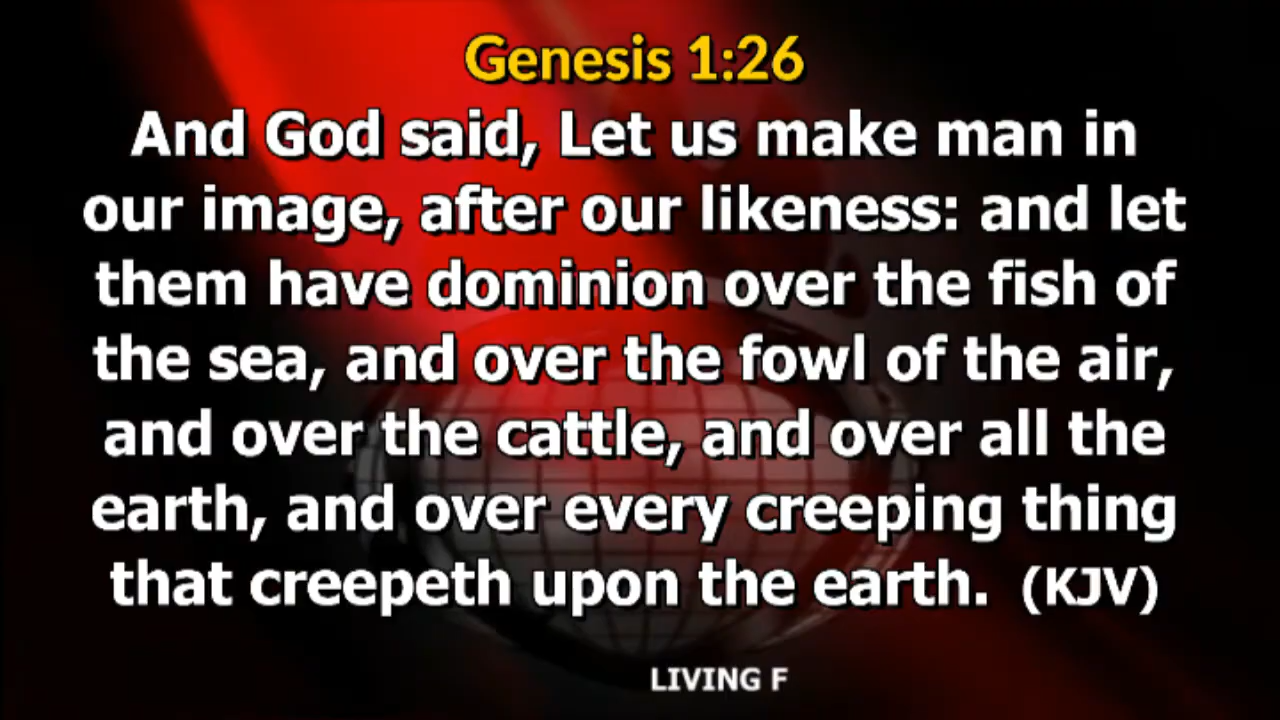 Genesis 1:26
And God said, Let us make man in
our image, after our likeness: and let
them have dominion over the fish of
the sea, and over the fowl of the air,
and over the cattle, and over all the
earth, and over every creeping thing
that creepeth upon the earth. (KJV)
LIVING F